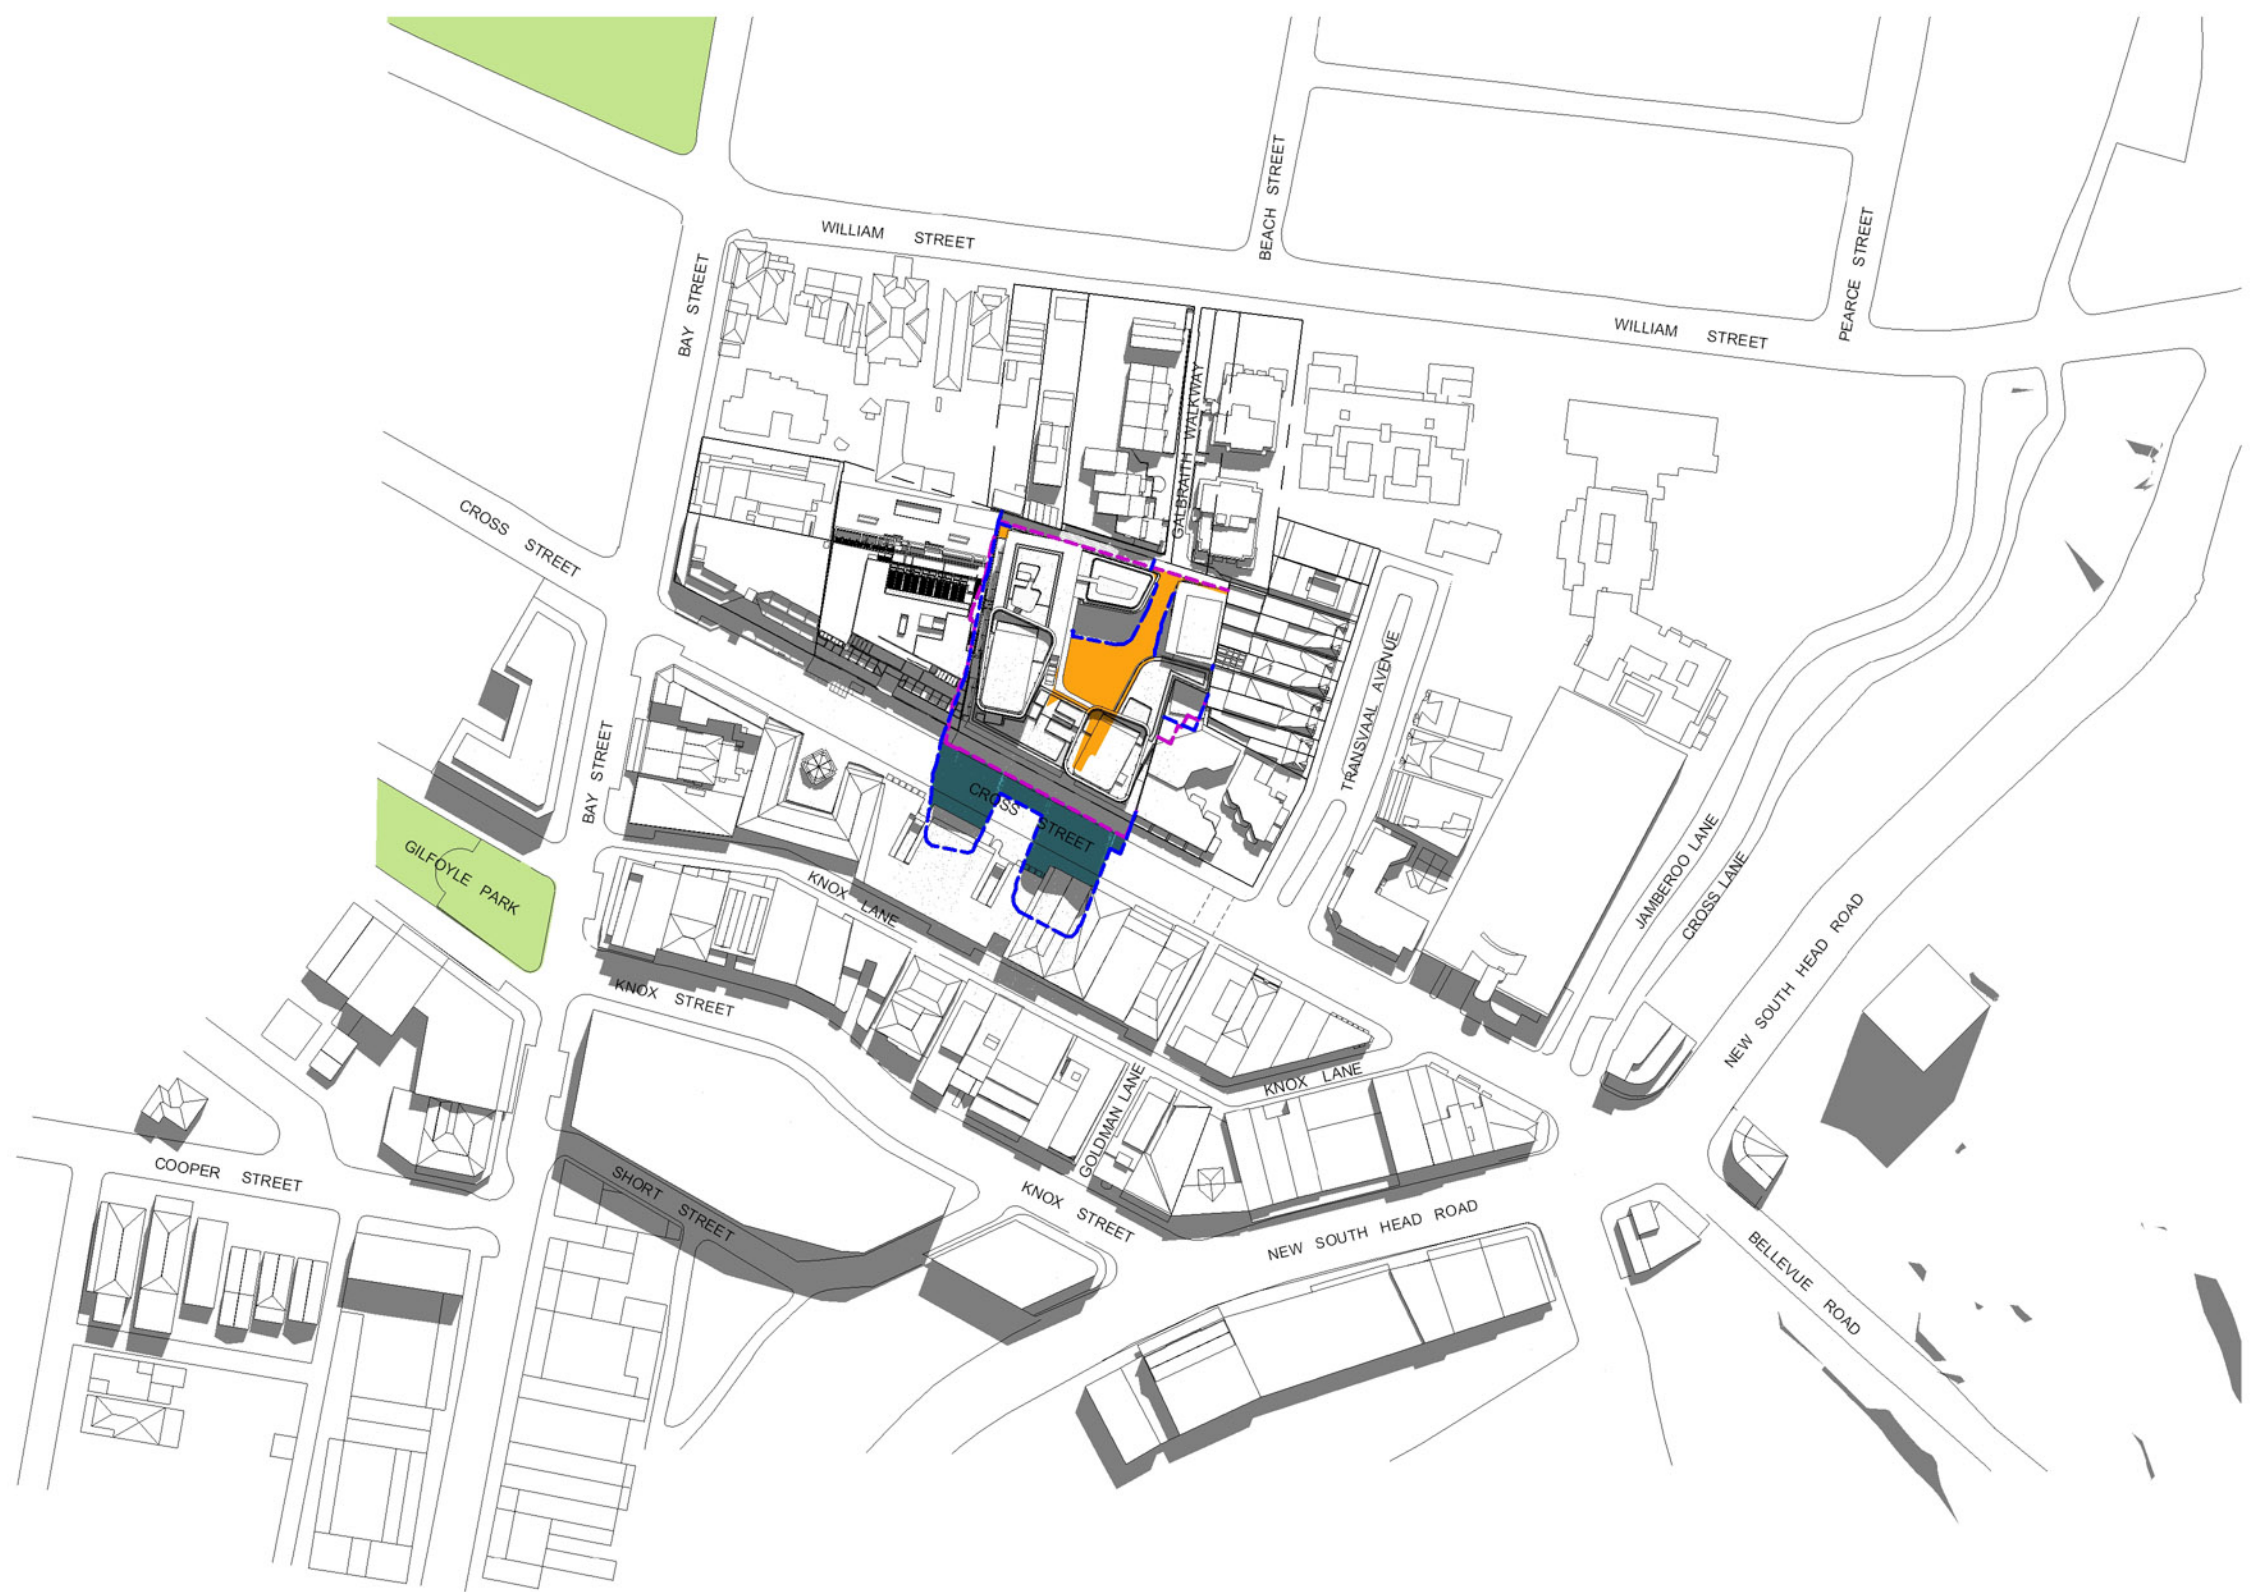 WILLIAM STREET
BEACH STREET
PEARCE STREET
BAY STREET
WILLIAM STREET
GALBRAITH WALKWAY
CROSS STREET
TRANSVAAL AVENUE
BAY STREET
CROSS STREET
GILFOYLE PARK
KNOX LANE
JAMBEROO LANE
CROSS LANE
NEW SOUTH HEAD ROAD
KNOX STREET
KNOX LANE
GOLDMAN LANE
COOPER STREET
SHORT STREET
KNOX STREET
NEW SOUTH HEAD ROAD
BELLEVUE ROAD